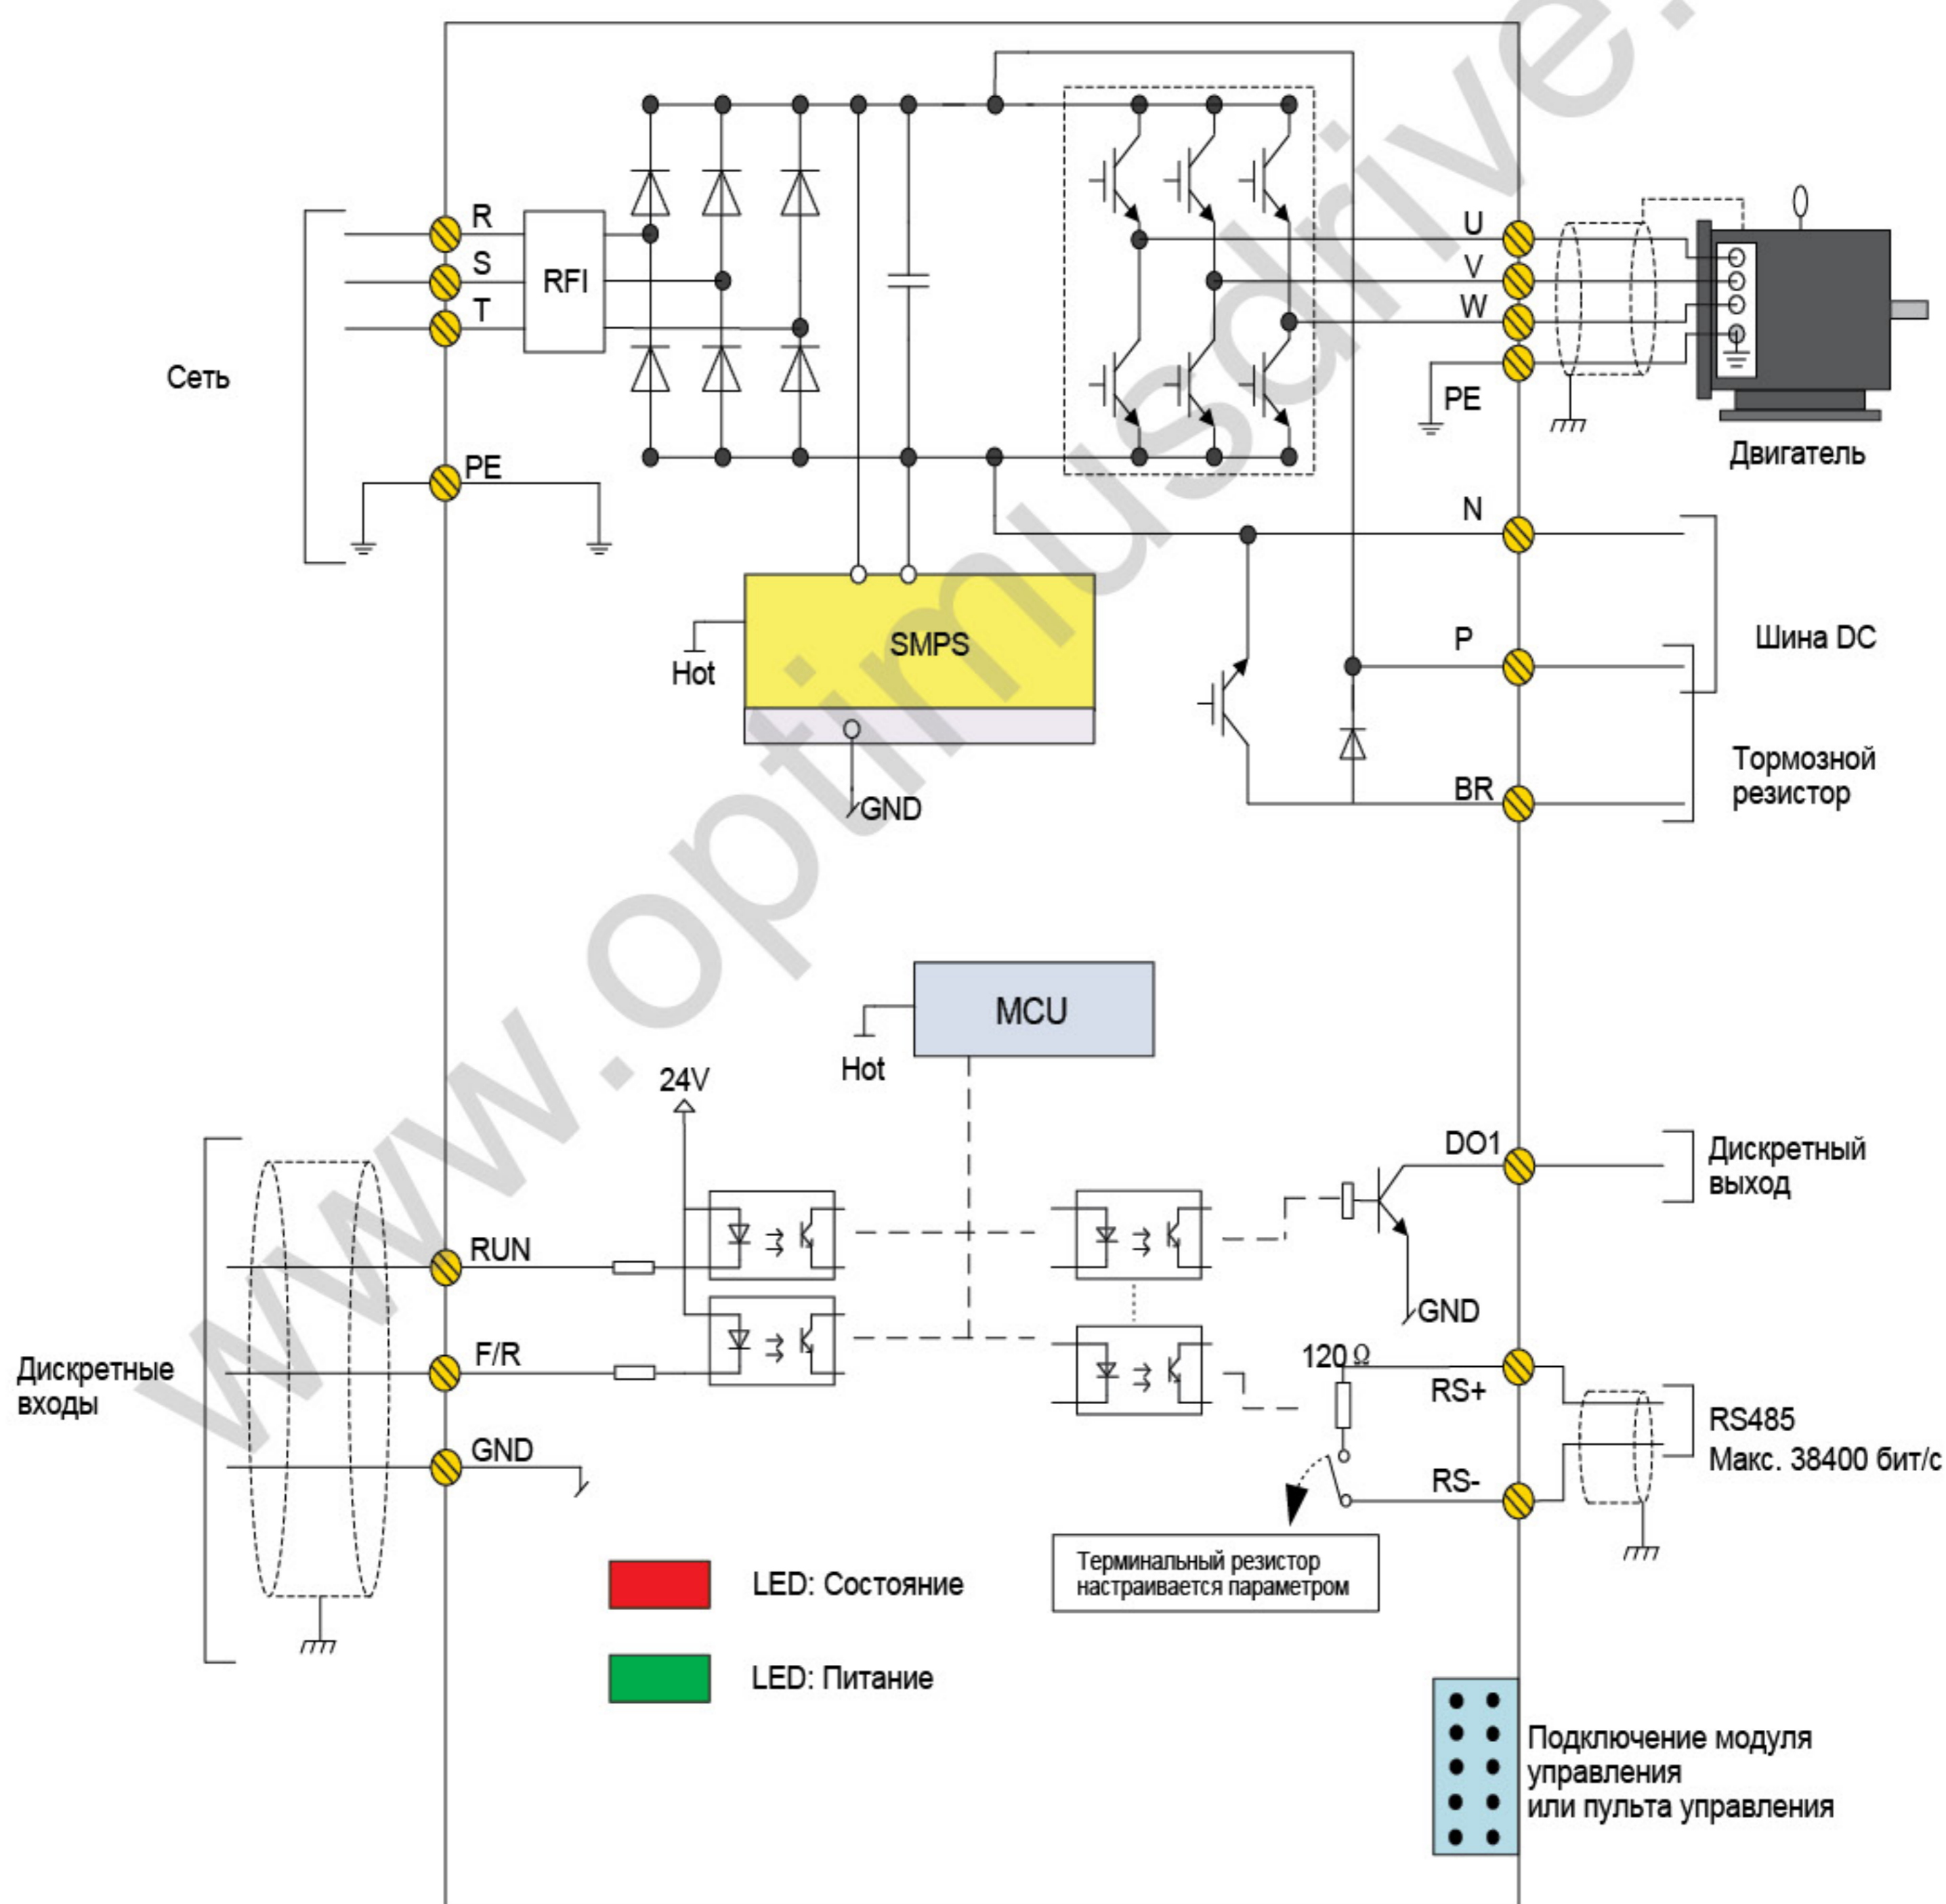 www.optimusdrive.
R
S
T
RFI
Сеть
PE
U
V
W
PE
Двигатель
N
P
BR
Шина DC
Тормозной
резистор
SMPS
Hot
GND
MCU
Hot
24V
RUN
F/R
GND
Дискретные
входы
DO1
Дискретный
выход
GND
120 Ω
RS+
RS-
RS485
Макс. 38400 бит/с
Терминальный резистор
настраивается параметром
LED: Состояние
LED: Питание
Подключение модуля
управления
или пульта управления